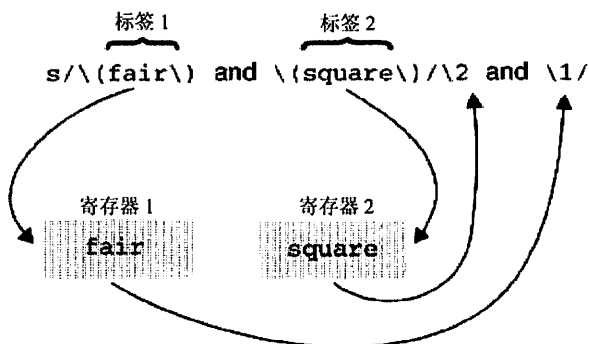 标签 1 标签 2
s/\(fair\) and \(square\)/\2 and \1/
寄存器 1 寄存器 2
fair square